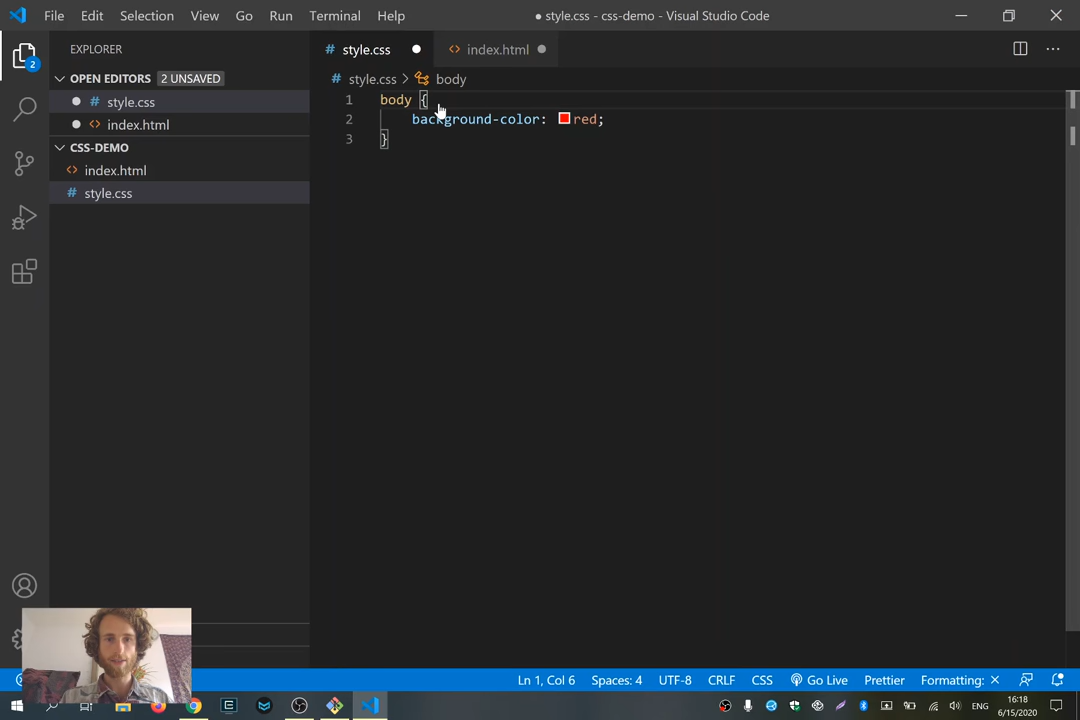 File Edit Selection View Go Run Terminal Help ● style.css - css-demo - Visual Studio Code
EXPLORER
# style.css <> index.html
OPEN EDITORS 2 UNSAVED
# style.css > body
# style.css
<> index.html
CSS-DEMO
<> index.html
# style.css
2
1 body {
2 background-color: red;
3 }
Ln 1, Col 6 Spaces: 4 UTF-8 CRLF CSS Go Live Prettier Formatting: ×
ENG
16:18
6/15/2020